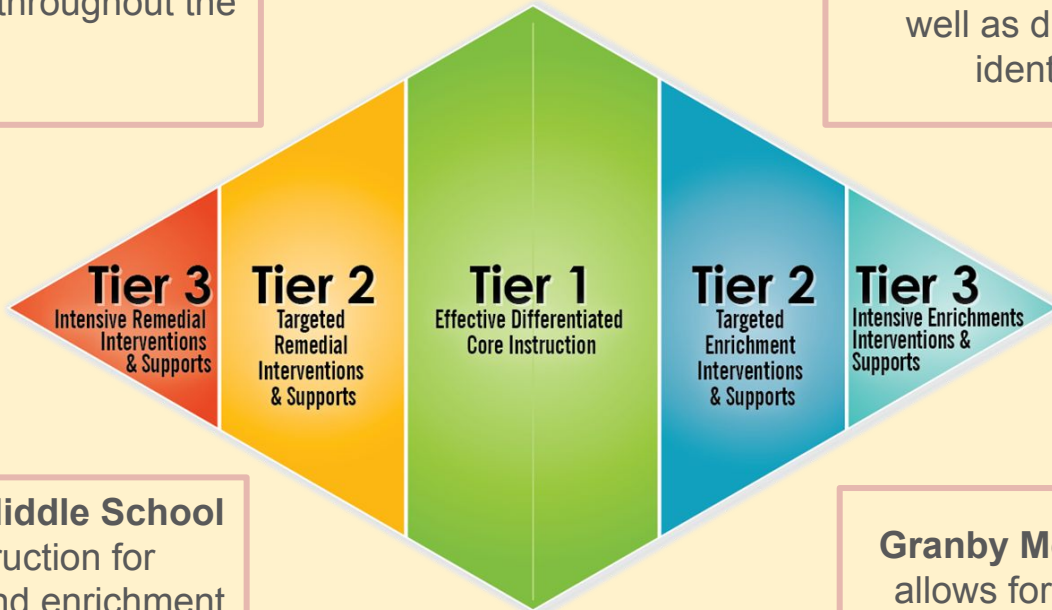 throughout the
well as d
ident
Tier 3
Intensive Remedial
Interventions
& Supports
Tier 2
Targeted
Remedial
Interventions
& Supports
Tier 1
Effective Differentiated
Core Instruction
Tier 2
Targeted
Enrichment
Interventions
& Supports
Tier 3
Intensive Enrichments
Interventions &
Supports
iddle School
ruction for
nd enrichment
Granby M
allows for